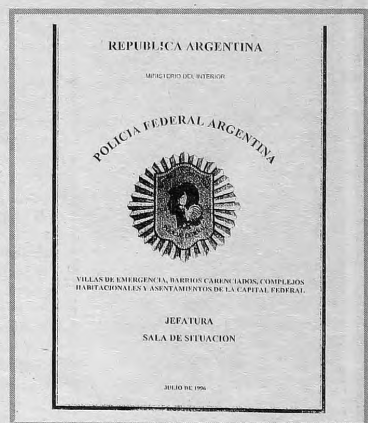 REPUBLICA ARGENTINA
MINISTERIO DEL INTERIOR
POLICIA FEDERAL ARGENTINA
VILLAS DE EMERGENCIA, BARRIOS CARENCIADOS, COMPLEJOS
HABITACIONALES Y ASENTAMIENTOS DE LA CAPITAL FEDERAL
JEFATURA
SALA DE SITUACION
JULIO DE 1996